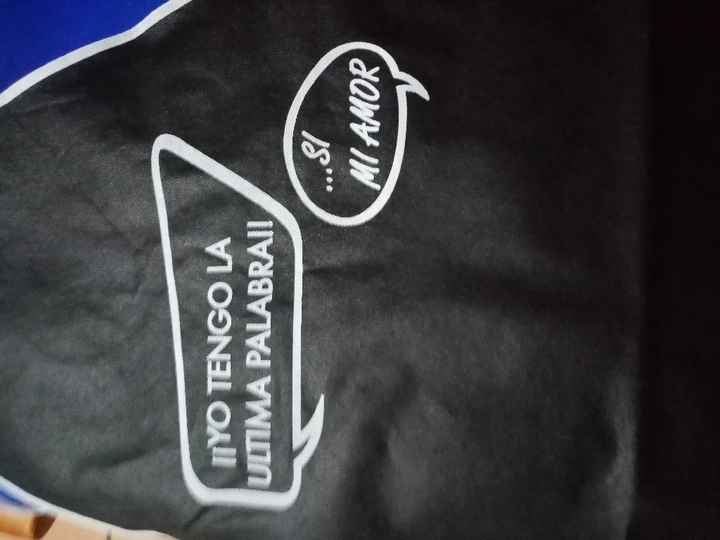 ¡¡YO TENGO LA
ULTIMA PALABRA!!
...SI
MI AMOR